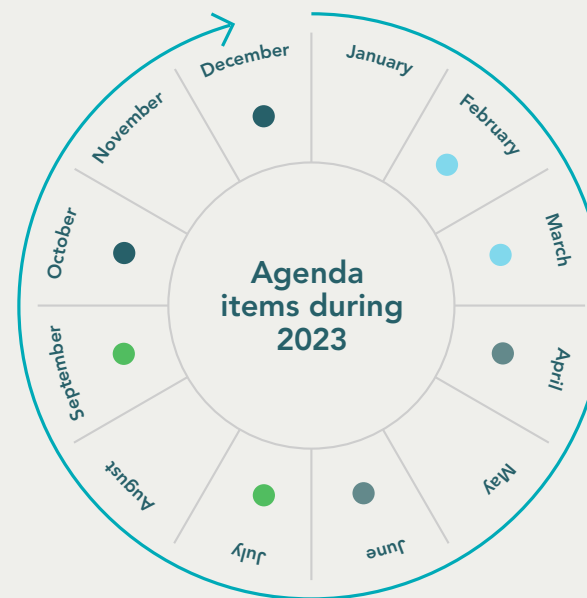 January
February
March
April
May
June
July
August
September
October
November
December
Agenda
items during
2023